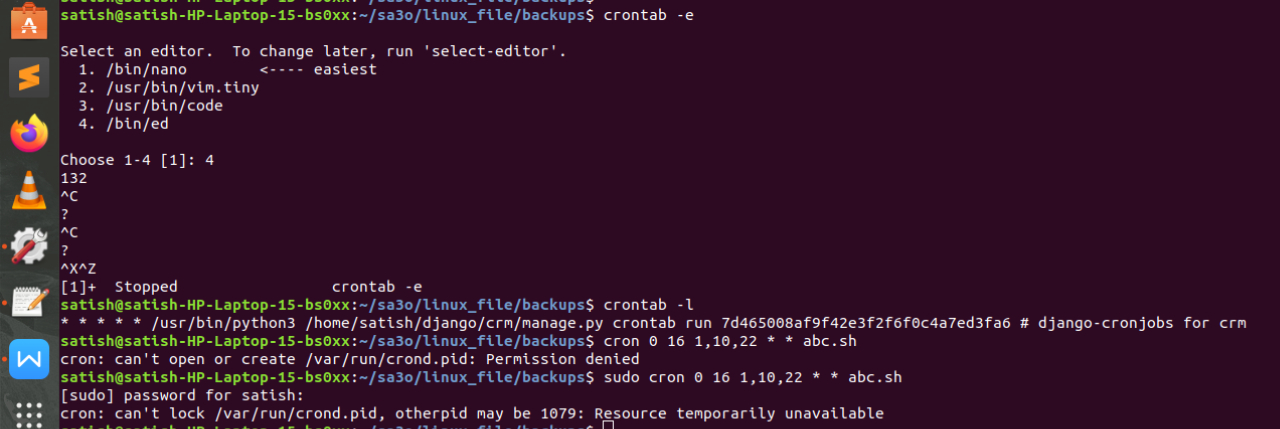 satish@satish-HP-Laptop-15-bs0xx:~/sa3o/linux_file/backups$ crontab -e
Select an editor.  To change later, run 'select-editor'.
  1. /bin/nano        <---- easiest
  2. /usr/bin/vim.tiny
  3. /usr/bin/code
  4. /bin/ed
Choose 1-4 [1]: 4
132
^C
?
^C
?
^X^Z
[1]+  Stopped                 crontab -e
satish@satish-HP-Laptop-15-bs0xx:~/sa3o/linux_file/backups$ crontab -l
* * * * * /usr/bin/python3 /home/satish/django/crm/manage.py crontab run 7d465008af9f42e3f2f6f0c4a7ed3fa6 # django-cronjobs for crm
satish@satish-HP-Laptop-15-bs0xx:~/sa3o/linux_file/backups$ cron 0 16 1,10,22 * * abc.sh
cron: can't open or create /var/run/crond.pid: Permission denied
satish@satish-HP-Laptop-15-bs0xx:~/sa3o/linux_file/backups$ sudo cron 0 16 1,10,22 * * abc.sh
[sudo] password for satish:
cron: can't lock /var/run/crond.pid, otherpid may be 1079: Resource temporarily unavailable